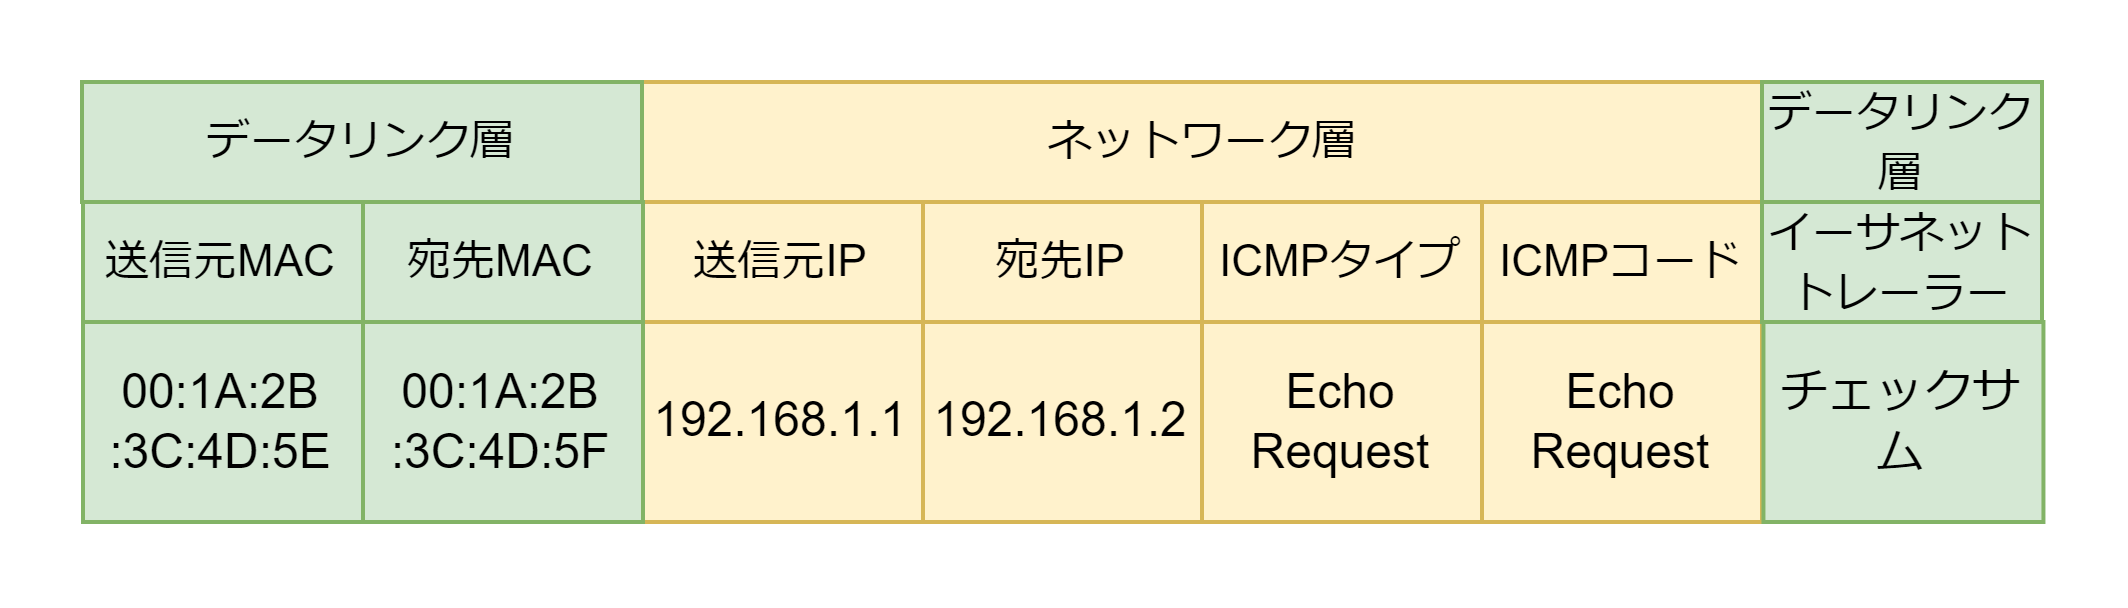 データリンク層
ネットワーク層
データリンク
層
送信元MAC
宛先MAC
送信元IP
宛先IP
ICMPタイプ
ICMPコード
イーサネット
トレーラー
00:1A:2B
:3C:4D:5E
00:1A:2B
:3C:4D:5F
192.168.1.1
192.168.1.2
Echo
Request
Echo
Request
チェックサ
ム